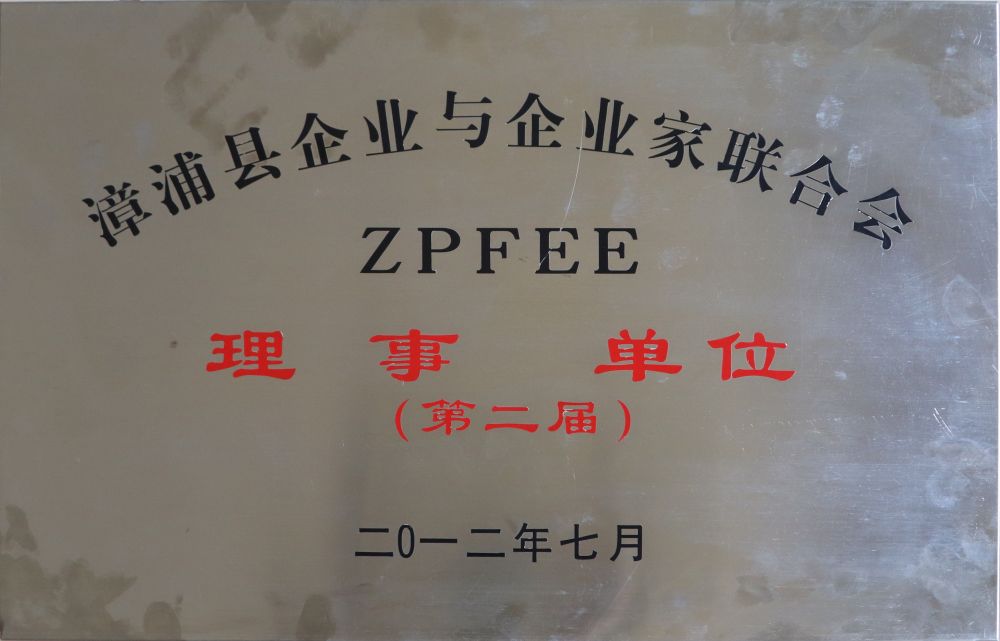 漳浦县企业与企业家联合会
ZPFEE
理事 单位
(第二届)
二0一二年七月